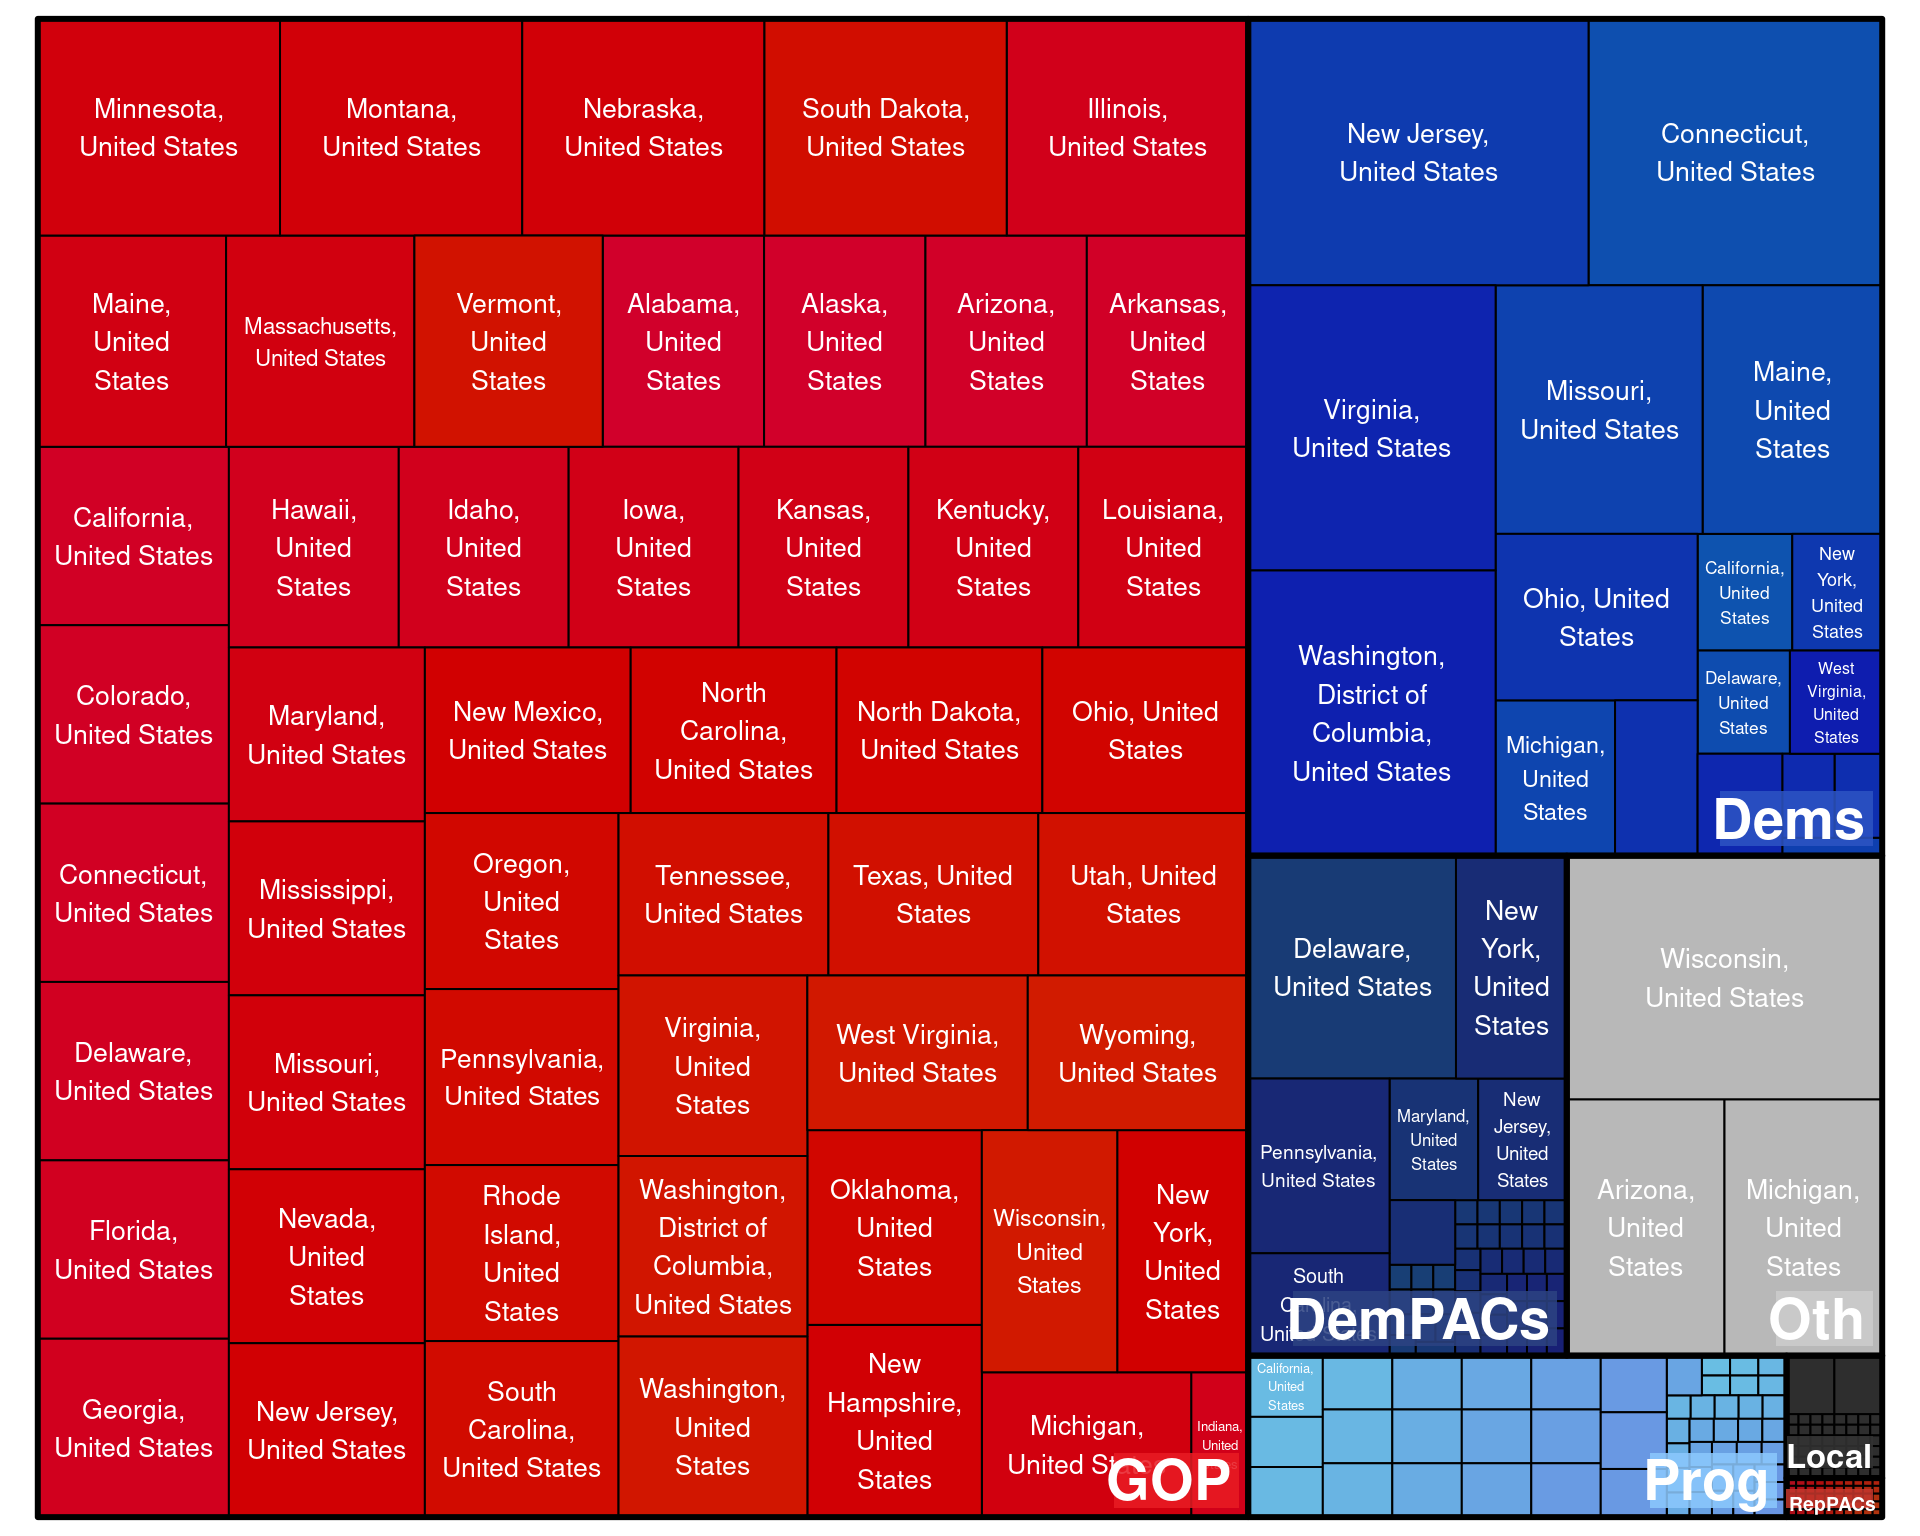 Minnesota,
United States
Montana,
United States
Nebraska,
United States
South Dakota,
United States
Illinois,
United States
Maine,
United
States
Massachusetts,
United States
Vermont,
United
States
Alabama,
United
States
Alaska,
United
States
Arizona,
United
States
Arkansas,
United
States
California,
United States
Hawaii,
United
States
Idaho,
United
States
Iowa,
United
States
Kansas,
United
States
Kentucky,
United
States
Louisiana,
United
States
Colorado,
United States
Maryland,
United States
New Mexico,
United States
North
Carolina,
United States
North Dakota,
United States
Ohio, United
States
Connecticut,
United States
Mississippi,
United States
Oregon,
United
States
Tennessee,
United States
Texas, United
States
Utah, United
States
Delaware,
United States
Missouri,
United States
Pennsylvania,
United States
Virginia,
United
States
West Virginia,
United States
Wyoming,
United States
Florida,
United States
Nevada,
United
States
Rhode
Island,
United
States
Washington,
District of
Columbia,
United States
Oklahoma,
United
States
Wisconsin,
United
States
New
York,
United
States
Georgia,
United States
New Jersey,
United States
South
Carolina,
United States
Washington,
United
States
New
Hampshire,
United
States
Michigan,
United States
Indiana,
United
GOP
New Jersey,
United States
Connecticut,
United States
Virginia,
United States
Missouri,
United States
Maine,
United
States
Washington,
District of
Columbia,
United States
Ohio, United
States
California,
United
States
New
York,
United
States
Delaware,
United
States
West
Virginia,
United
States
Michigan,
United
States
Dems
Delaware,
United States
New
York,
United
States
Pennsylvania,
United States
Maryland,
United
States
New
Jersey,
United
States
South
Carolina,
United States
DemPACs
Wisconsin,
United States
Arizona,
United
States
Michigan,
United
States
Oth
California,
United
States
Prog
Local
RepPACs